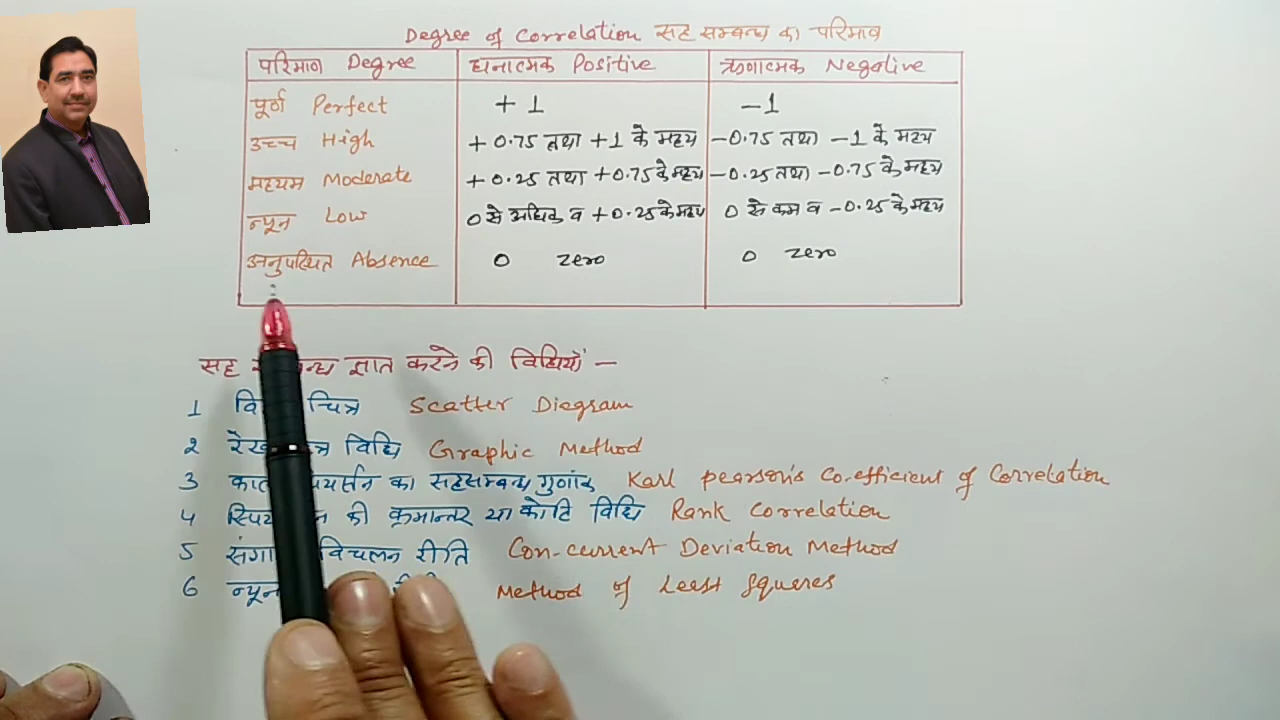 Degree of Correlation सह सम्बन्ध का परिमाण
परिमाण Degree धनात्मक Positive ऋणात्मक Negative
पूर्ण Perfect + 1 - 1
उच्च High + 0.75 तथा +1 के मध्य -0.75 तथा -1 के मध्य
मध्यम Moderate + 0.25 तथा +0.75 के मध्य -0.25 तथा -0.75 के मध्य
न्यून Low 0 से अधिक व +0.25 के मध्य 0 से कम व -0.25 के मध्य
अनुपस्थित Absence 0 zero 0 zero
सह ज्ञात करने की विधियाँ -
1 चित्र Scatter Diegram
2 विधि Graphic Method
3 का सहसम्बन्ध गुणांक Karl pearson's Co-efficient of Correlation
4 की क्रमान्तर या कोटि विधि Rank Correlation
5 विचलन रीति Con-current Deviation Method
6 Method of Leest Squeres